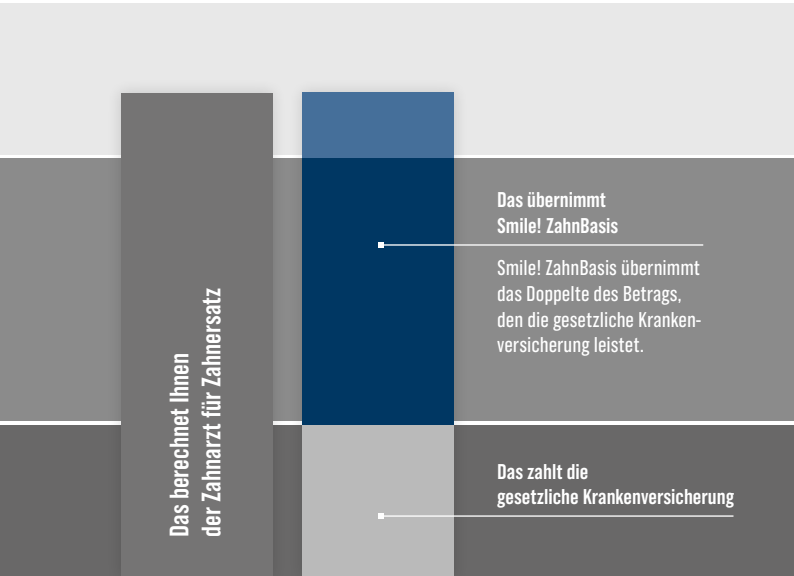 Das berechnet Ihnen
der Zahnarzt für Zahnersatz
Das übernimmt
Smile! ZahnBasis
Smile! ZahnBasis übernimmt
das Doppelte des Betrags,
den die gesetzliche Kranken-
versicherung leistet.
Das zahlt die
gesetzliche Krankenversicherung